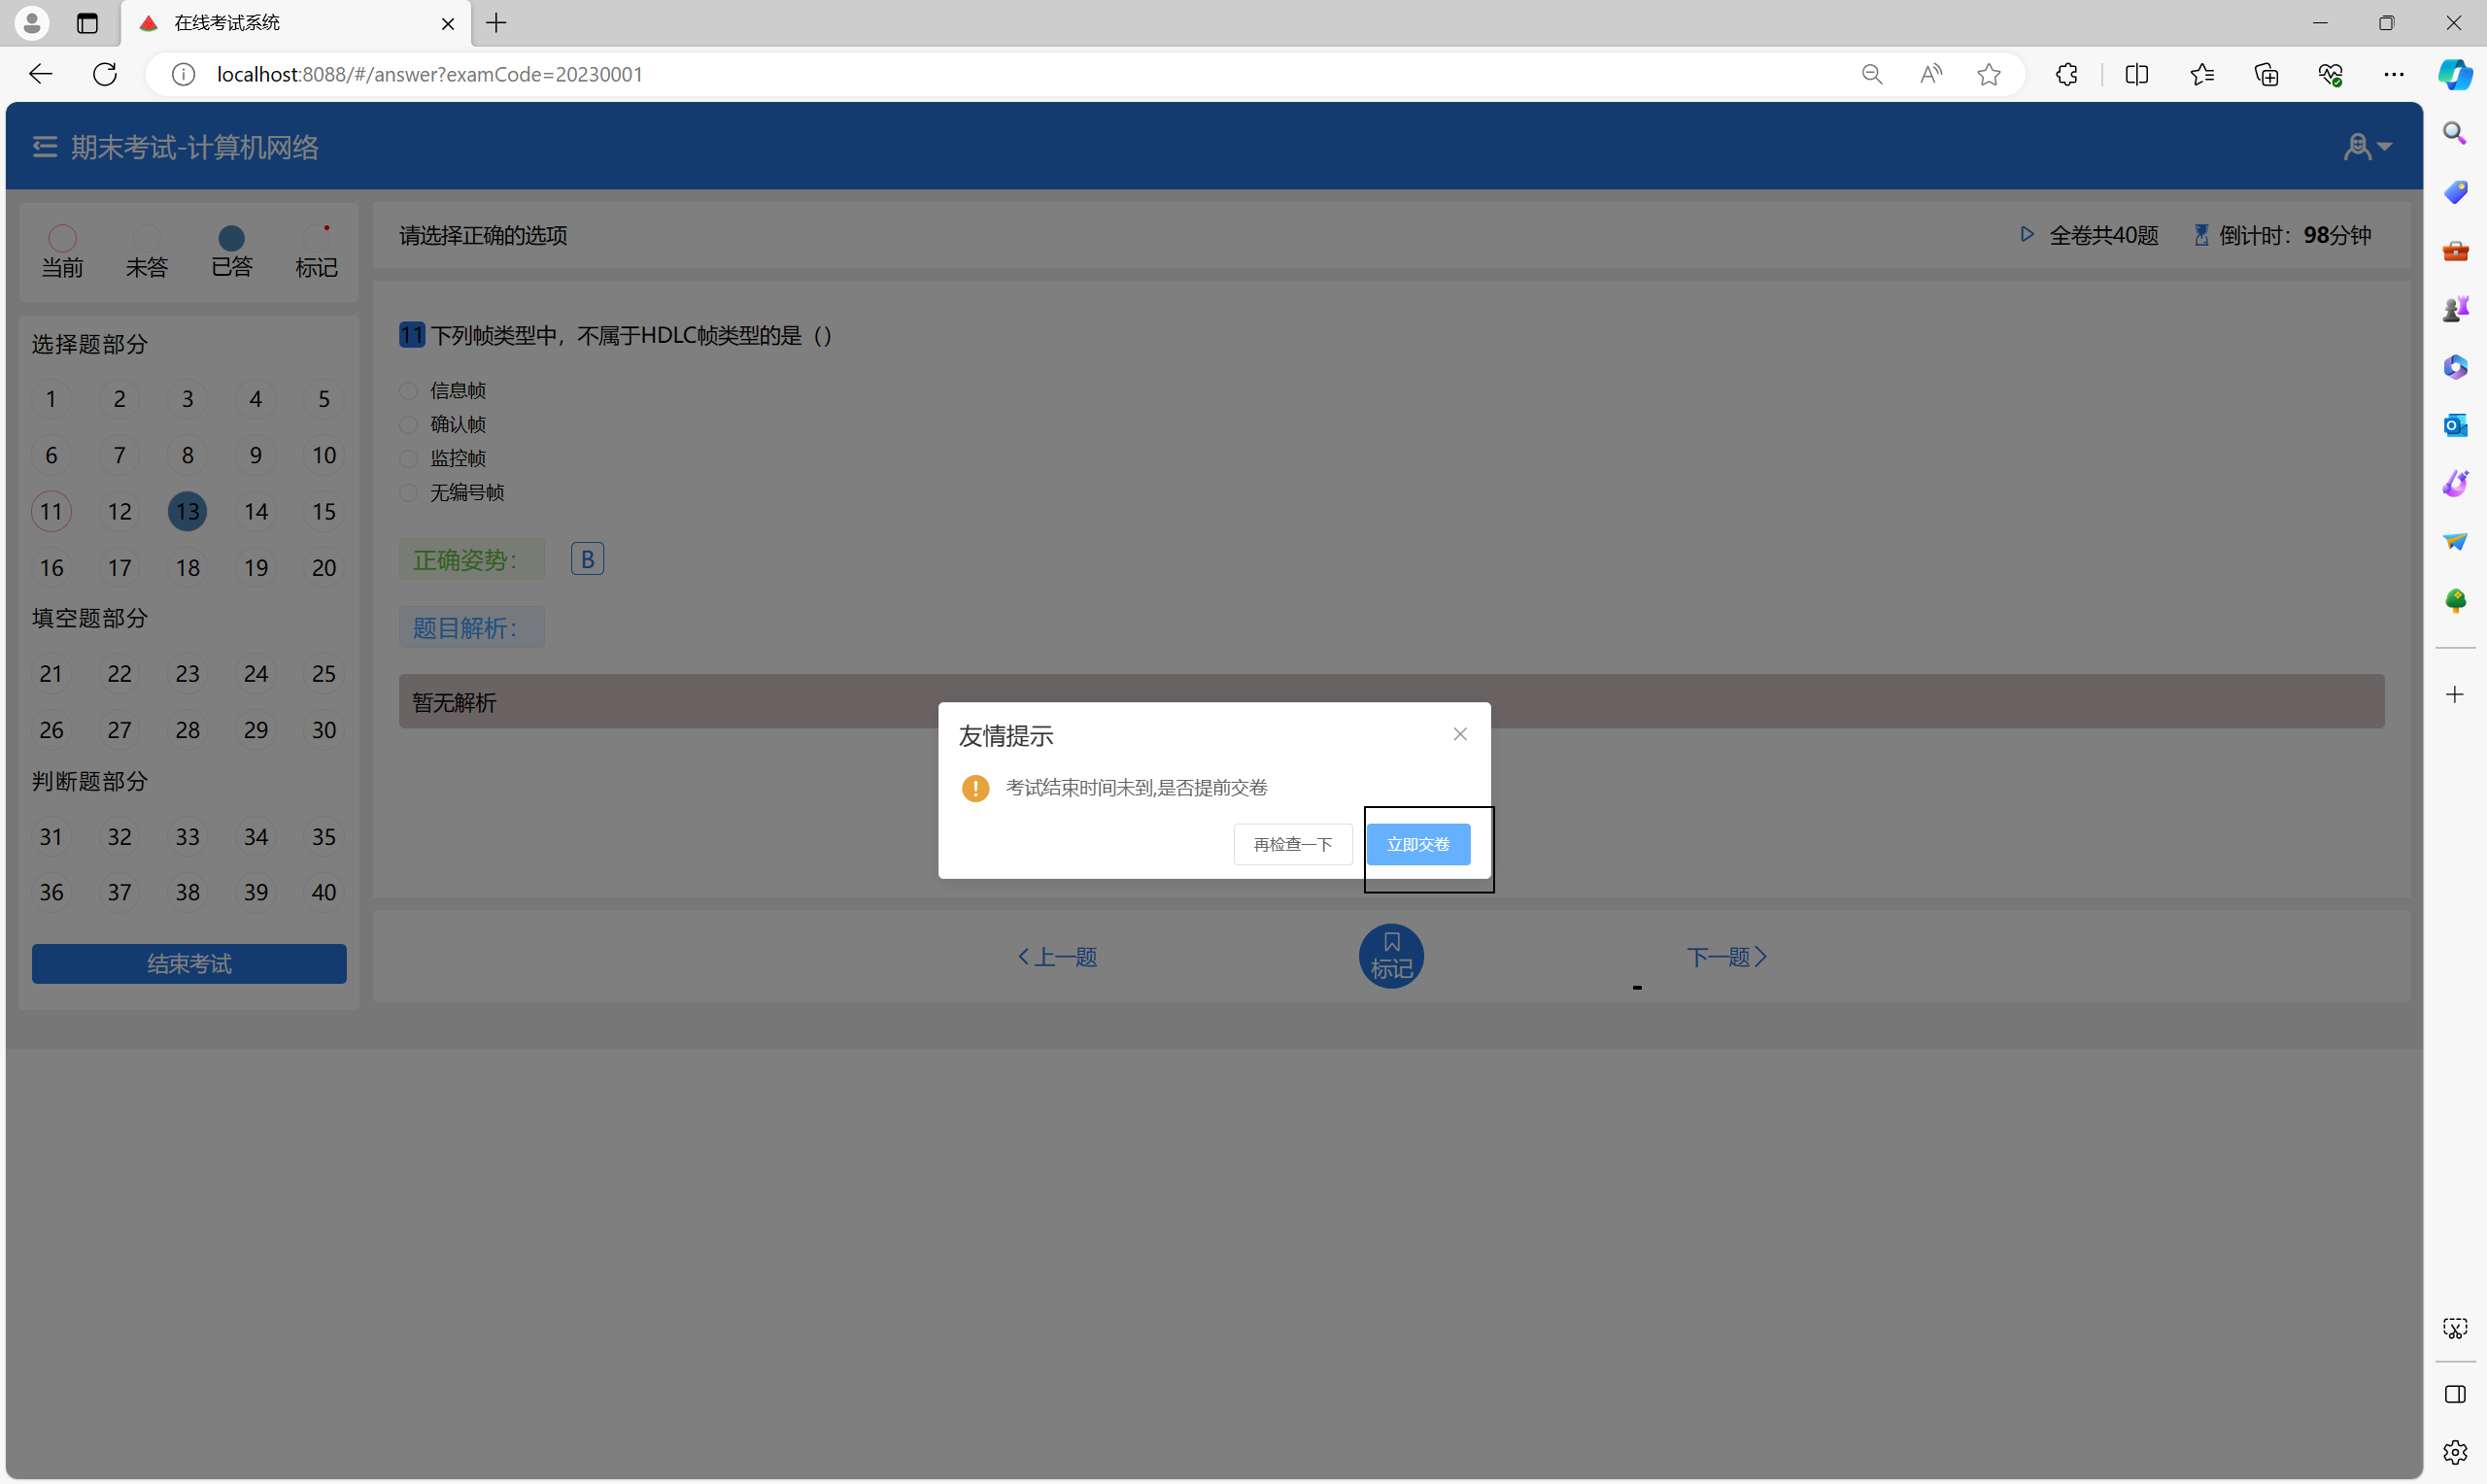 在线考试系统
localhost:8088/#/answer?examCode=20230001
期末考试-计算机网络
当前 未答 已答 标记
请选择正确的选项
全卷共40题 倒计时：98分钟
选择题部分
1 2 3 4 5
6 7 8 9 10
11 12 13 14 15
16 17 18 19 20
填空题部分
21 22 23 24 25
26 27 28 29 30
判断题部分
31 32 33 34 35
36 37 38 39 40
结束考试
11 下列帧类型中，不属于HDLC帧类型的是（）
信息帧
确认帧
监控帧
无编号帧
正确姿势： B
题目解析：
暂无解析
友情提示
考试结束时间未到,是否提前交卷
再检查一下 立即交卷
上一题 标记 下一题